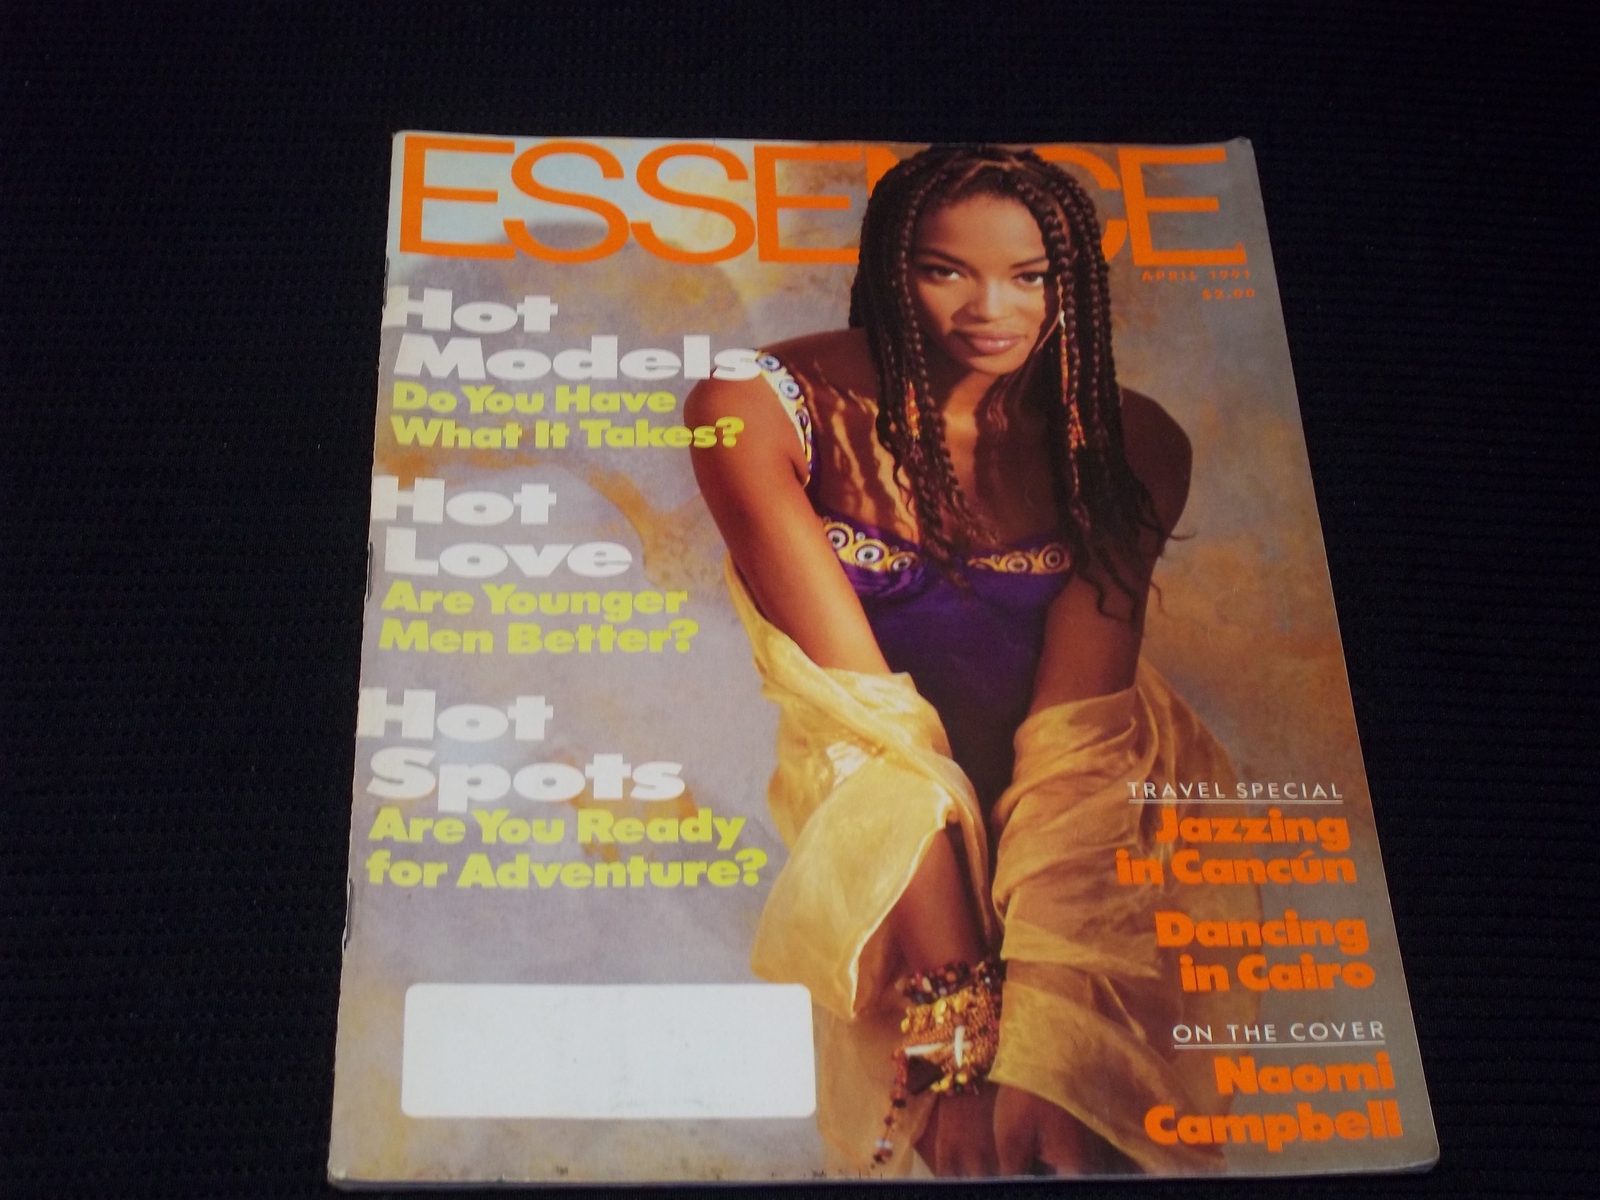 ESSENCE
APRIL 1991
$2.00
Hot
Models
Do You Have
What It Takes?
Hot
Love
Are Younger
Men Better?
Hot
Spots
Are You Ready
for Adventure?
TRAVEL SPECIAL
Jazzing
in Cancún
Dancing
in Cairo
ON THE COVER
Naomi
Campbell